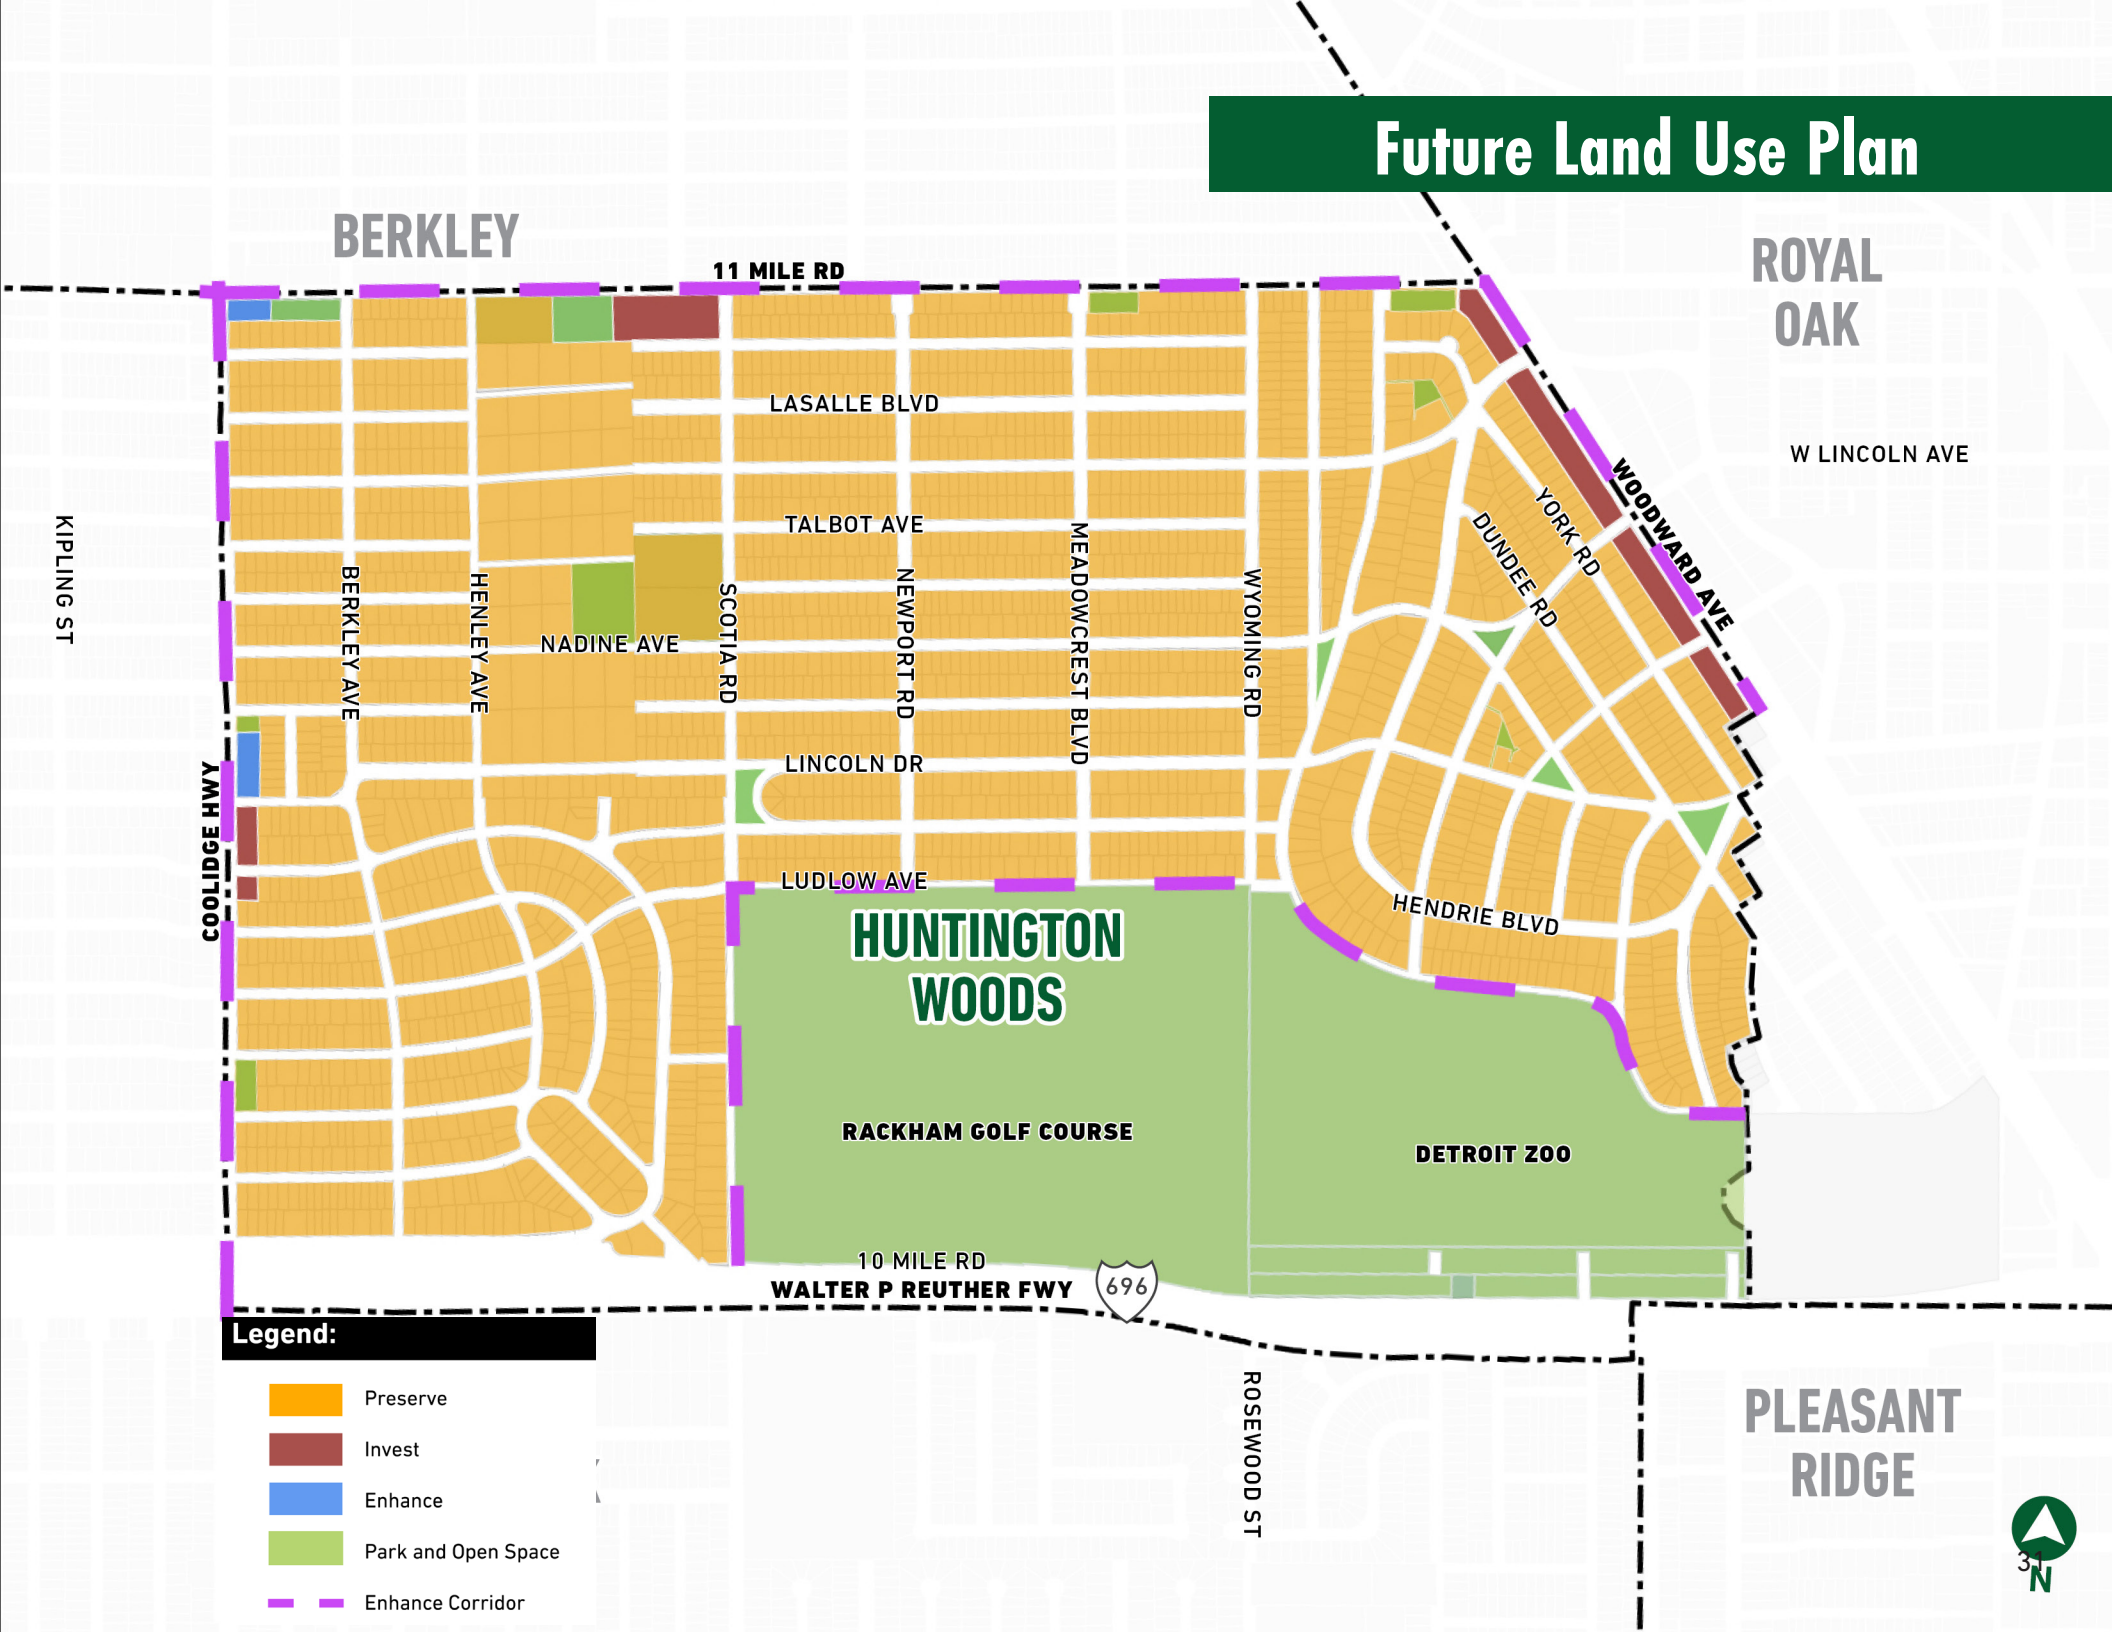 Future Land Use Plan
BERKLEY
ROYAL
OAK
11 MILE RD
LASALLE BLVD
W LINCOLN AVE
WOODWARD AVE
YORK RD
DUNDEE RD
TALBOT AVE
KIPLING ST
BERKLEY AVE
HENLEY AVE
NADINE AVE
SCOTIA RD
NEWPORT RD
MEADOWCREST BLVD
WYOMING RD
LINCOLN DR
COOLIDGE HWY
LUDLOW AVE
HENDRIE BLVD
HUNTINGTON
WOODS
RACKHAM GOLF COURSE
DETROIT ZOO
10 MILE RD
WALTER P REUTHER FWY
696
ROSEWOOD ST
PLEASANT
RIDGE
Legend:
Preserve
Invest
Enhance
Park and Open Space
Enhance Corridor
31
N